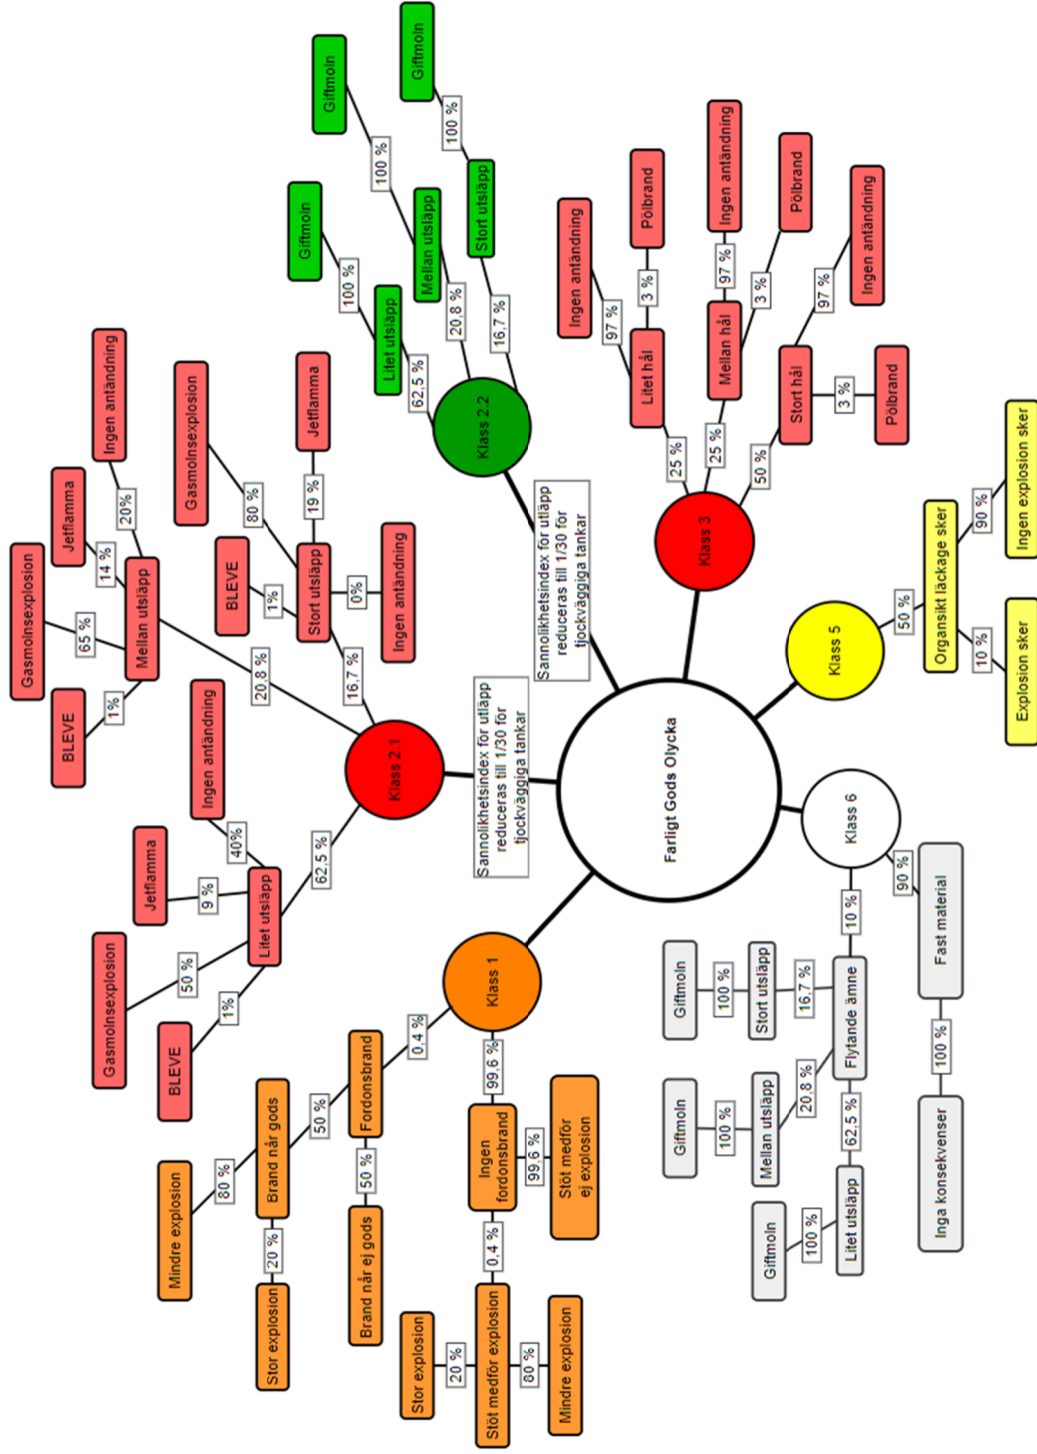 Farligt Gods Olycka
Klass 1
0,4 %
Fordonsbrand
50 %
Brand når gods
80 %
Mindre explosion
20 %
Stor explosion
50 %
Brand når ej gods
99,6 %
Ingen
fordonsbrand
99,6 %
Stöt medför
ej explosion
0,4 %
Stöt medför explosion
20 %
Stor explosion
80 %
Mindre explosion
Sannolikhetsindex för utläpp
reduceras till 1/30 för
tjockväggiga tankar
Klass 2.1
62,5 %
Litet utsläpp
1%
BLEVE
50 %
Gasmolnsexplosion
9 %
Jetflamma
40%
Ingen antändning
20,8 %
Mellan utsläpp
1%
BLEVE
65 %
Gasmolnsexplosion
14 %
Jetflamma
20%
Ingen antändning
16,7 %
Stort utsläpp
1%
BLEVE
80 %
Gasmolnsexplosion
19 %
Jetflamma
0%
Ingen antändning
Sannolikhetsindex för utläpp
reduceras till 1/30 för
tjockväggiga tankar
Klass 2.2
62,5 %
Litet utsläpp
100 %
Giftmoln
20,8 %
Mellan utsläpp
100 %
Giftmoln
16,7 %
Stort utsläpp
100 %
Giftmoln
Klass 3
25 %
Litet hål
97 %
Ingen antändning
3 %
Pölbrand
25 %
Mellan hål
97 %
Ingen antändning
3 %
Pölbrand
50 %
Stort hål
97 %
Ingen antändning
3 %
Pölbrand
Klass 5
50 %
Organsikt läckage sker
90 %
Ingen explosion sker
10 %
Explosion sker
Klass 6
10 %
Flytande ämne
16,7 %
Stort utsläpp
100 %
Giftmoln
20,8 %
Mellan utsläpp
100 %
Giftmoln
62,5 %
Litet utsläpp
100 %
Giftmoln
90 %
Fast material
100 %
Inga konsekvenser